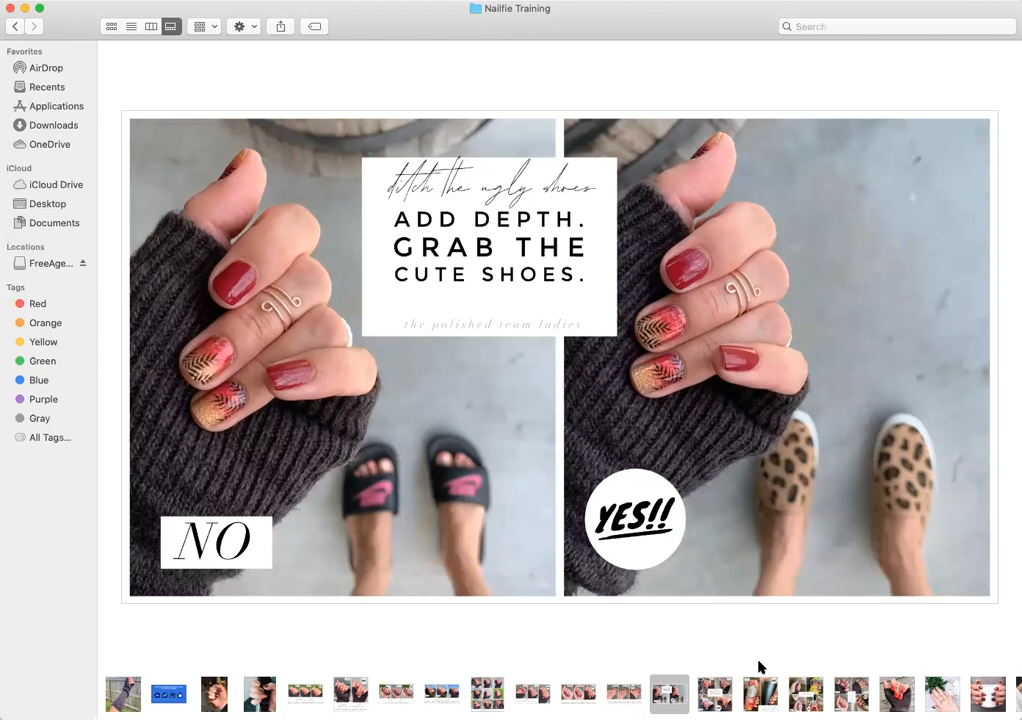 Nailfie Training
Search
Favorites
AirDrop
Recents
Applications
Downloads
OneDrive
iCloud
iCloud Drive
Desktop
Documents
Locations
FreeAge...
Tags
Red
Orange
Yellow
Green
Blue
Purple
Gray
All Tags...
ditch the ugly shoes
ADD DEPTH.
GRAB THE
CUTE SHOES.
the polished team ladies
NO
YES!!